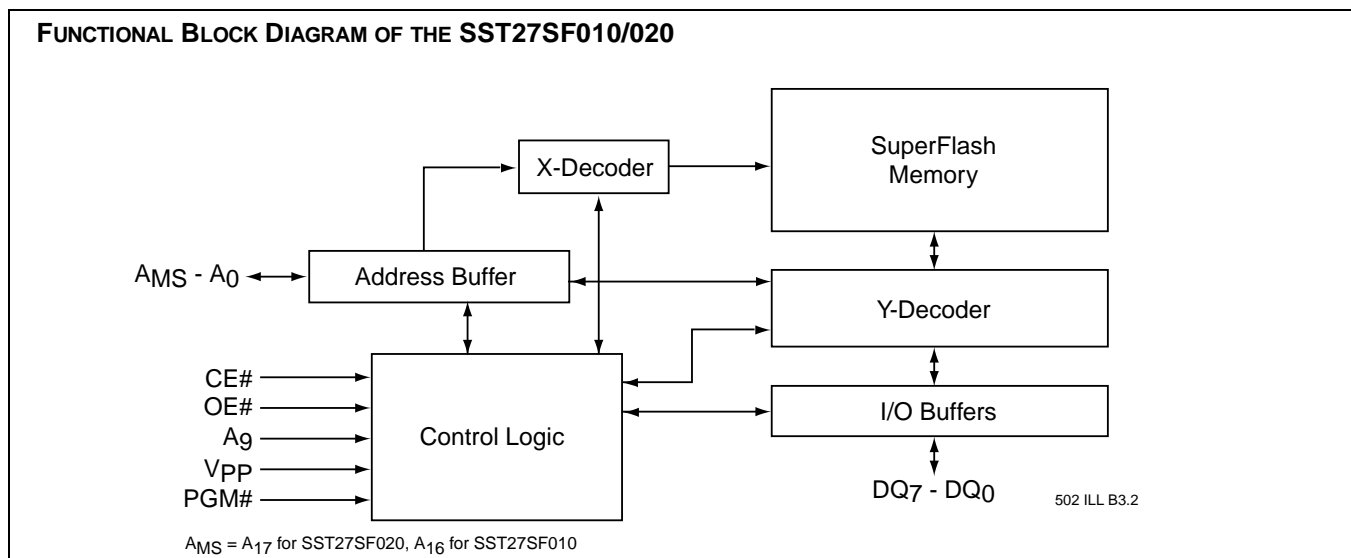 FUNCTIONAL BLOCK DIAGRAM OF THE SST27SF010/020
SuperFlash
Memory
X-Decoder
AMS - A0
Address Buffer
Y-Decoder
CE#
OE#
A9
VPP
PGM#
Control Logic
I/O Buffers
DQ7 - DQ0
502 ILL B3.2
AMS = A17 for SST27SF020, A16 for SST27SF010